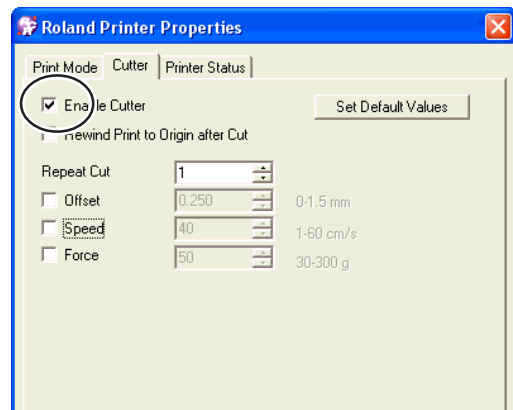 Roland Printer Properties
Print Mode Cutter Printer Status
Enable Cutter Set Default Values
Rewind Print to Origin after Cut
Repeat Cut 1
Offset 0.250 0-1.5 mm
Speed 40 1-60 cm/s
Force 50 30-300 g